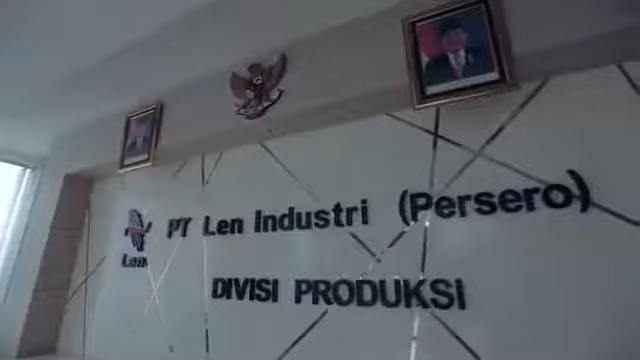 PT Len Industri (Persero)
Len
DIVISI PRODUKSI